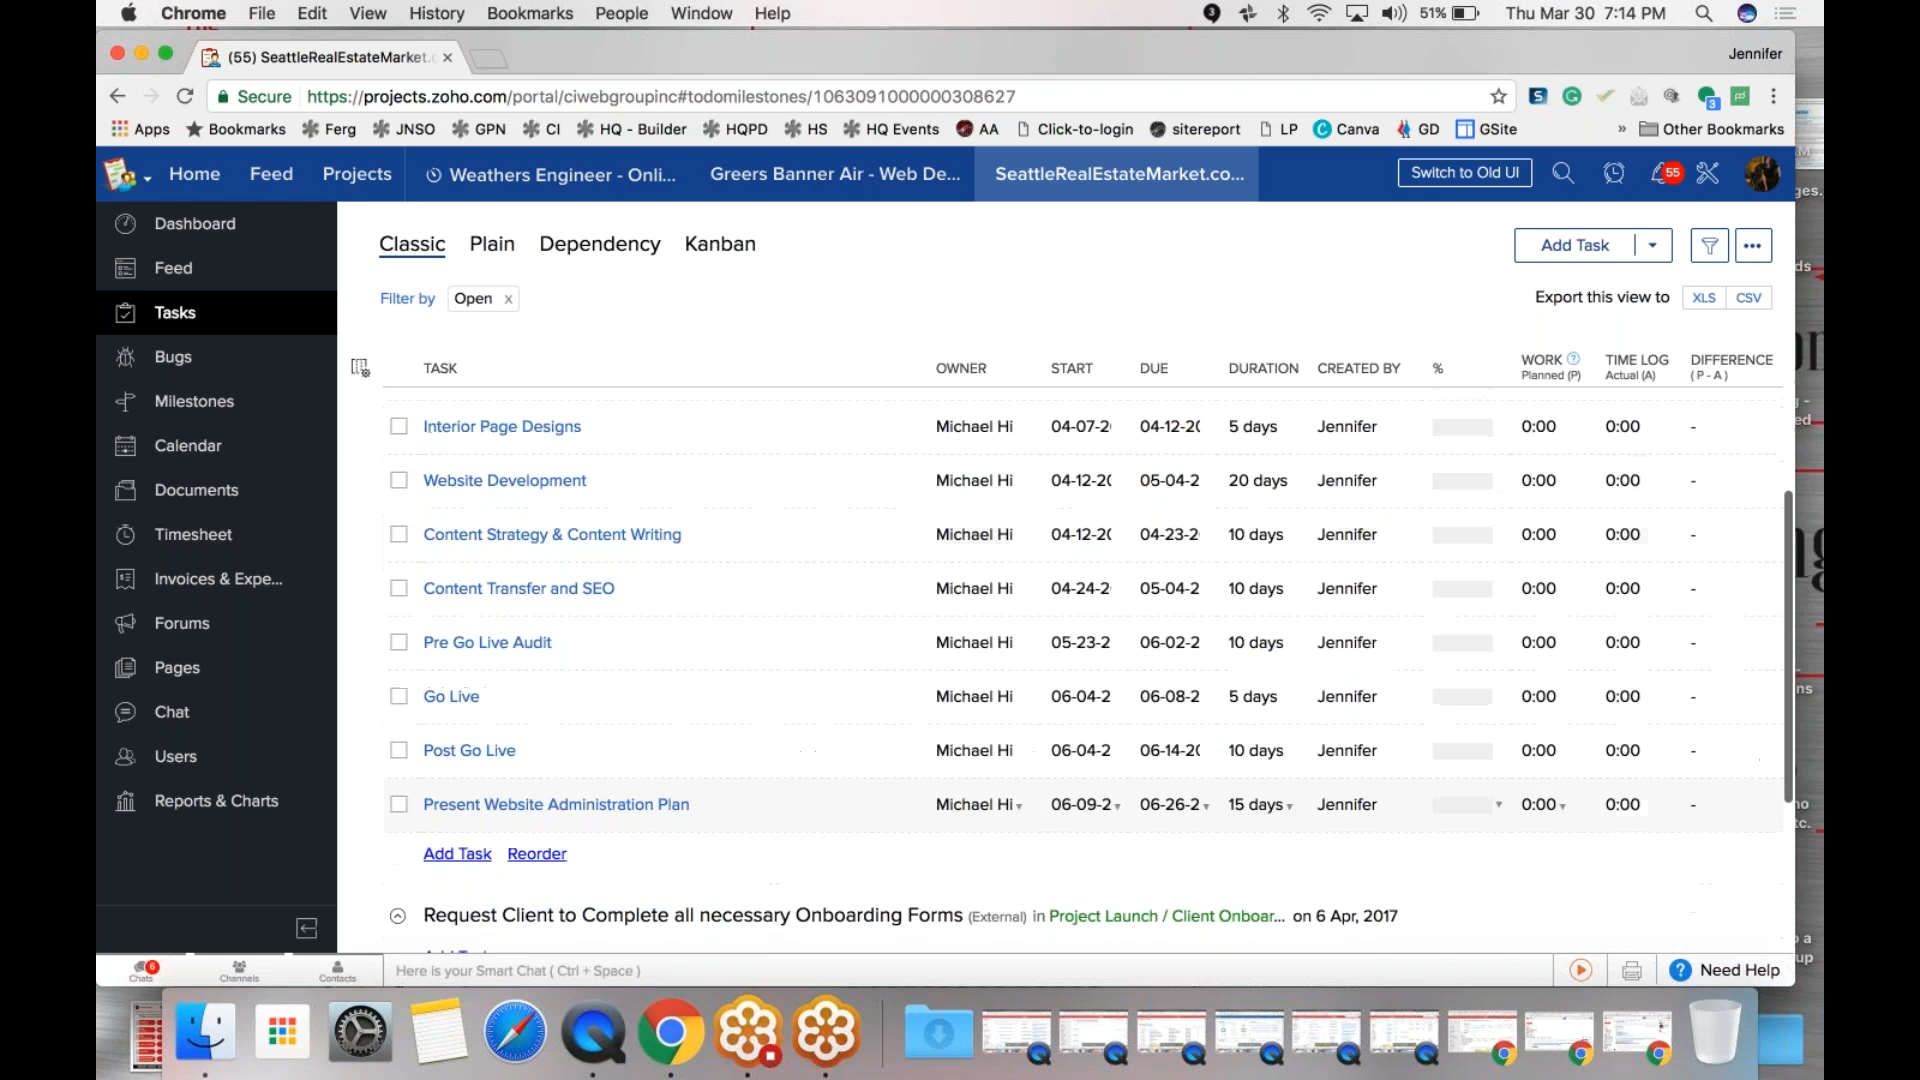 Chrome File Edit View History Bookmarks People Window Help 51% Thu Mar 30 7:14 PM
(55) SeattleRealEstateMarket.c × Jennifer
Secure https://projects.zoho.com/portal/ciwebgroupinc#todomilestones/1063091000000308627
Apps Bookmarks Ferg JNSO GPN CI HQ - Builder HQPD HS HQ Events AA Click-to-login sitereport LP Canva GD GSite » Other Bookmarks
Home Feed Projects Weathers Engineer - Onli... Greers Banner Air - Web De... SeattleRealEstateMarket.co... Switch to Old UI 55
Dashboard
Feed
Tasks
Bugs
Milestones
Calendar
Documents
Timesheet
Invoices & Expe...
Forums
Pages
Chat
Users
Reports & Charts
Classic Plain Dependency Kanban Add Task
Filter by Open x Export this view to XLS CSV
TASK OWNER START DUE DURATION CREATED BY % WORK Planned (P) TIME LOG Actual (A) DIFFERENCE ( P - A )
Interior Page Designs Michael Hi 04-07-2 04-12-20 5 days Jennifer 0:00 0:00 -
Website Development Michael Hi 04-12-20 05-04-2 20 days Jennifer 0:00 0:00 -
Content Strategy & Content Writing Michael Hi 04-12-20 04-23-2 10 days Jennifer 0:00 0:00 -
Content Transfer and SEO Michael Hi 04-24-2 05-04-2 10 days Jennifer 0:00 0:00 -
Pre Go Live Audit Michael Hi 05-23-2 06-02-2 10 days Jennifer 0:00 0:00 -
Go Live Michael Hi 06-04-2 06-08-2 5 days Jennifer 0:00 0:00 -
Post Go Live Michael Hi 06-04-2 06-14-20 10 days Jennifer 0:00 0:00 -
Present Website Administration Plan Michael Hi 06-09-2 06-26-2 15 days Jennifer 0:00 0:00 -
Add Task Reorder
Request Client to Complete all necessary Onboarding Forms (External) in Project Launch / Client Onboar... on 6 Apr, 2017
Chats 6 Channels Contacts Here is your Smart Chat ( Ctrl + Space ) Need Help